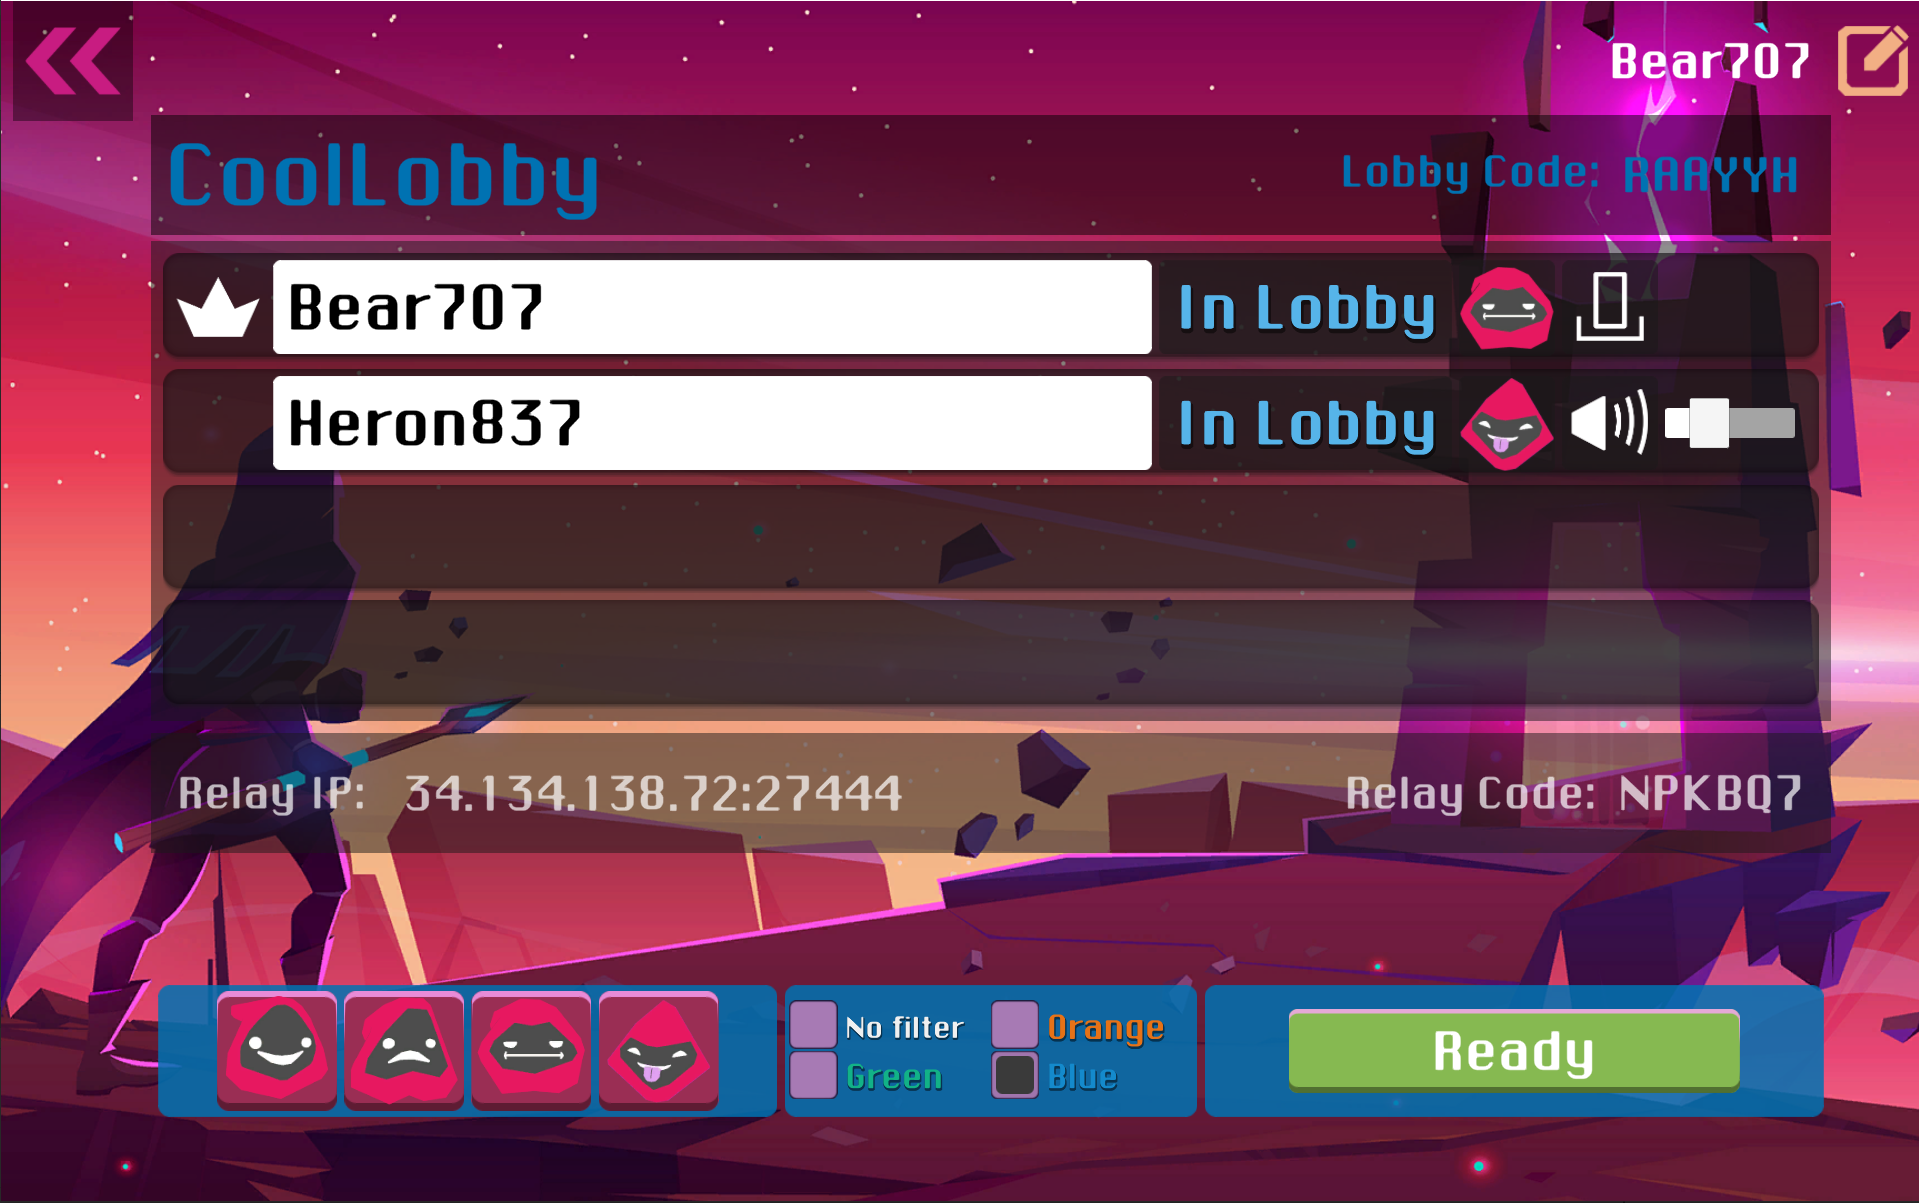 Bear707
CoolLobby
Lobby Code: RAAYYH
Bear707 In Lobby
Heron837 In Lobby
Relay IP: 34.134.138.72:27444
Relay Code: NPKBQ7
No filter Orange
Green Blue
Ready